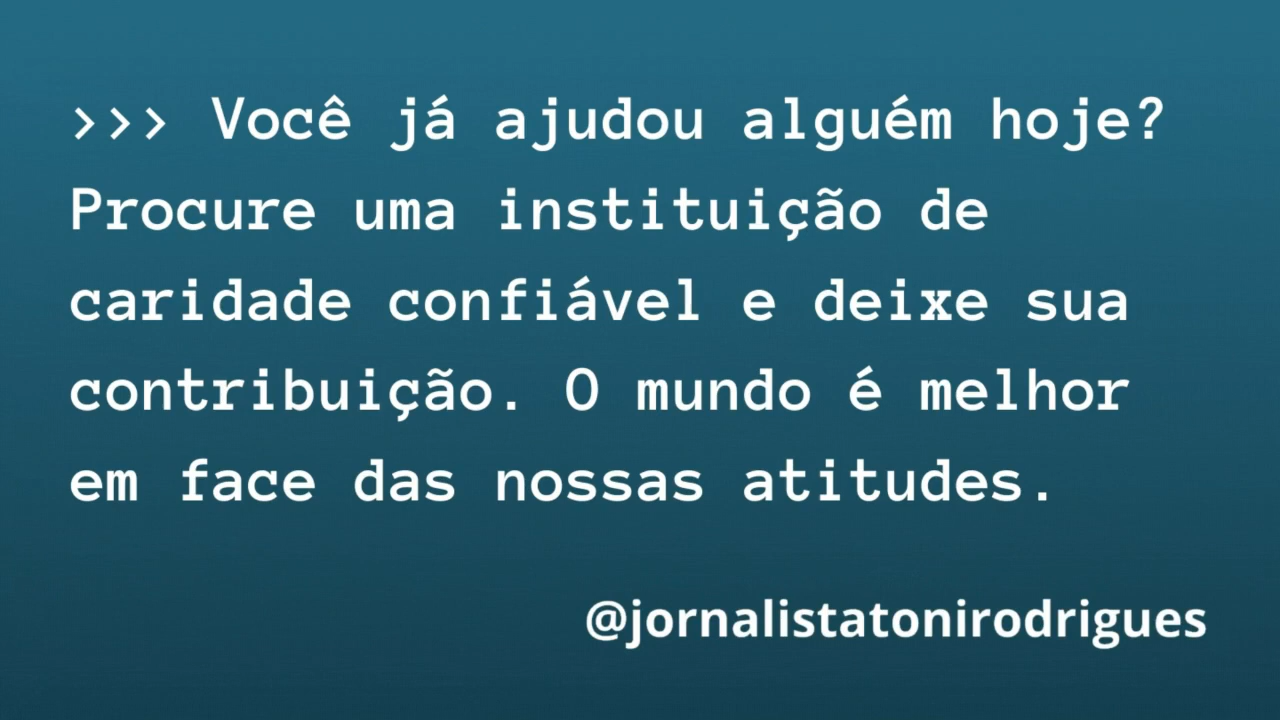 >>> Você já ajudou alguém hoje?
Procure uma instituição de
caridade confiável e deixe sua
contribuição. O mundo é melhor
em face das nossas atitudes.
@jornalistatonirodrigues